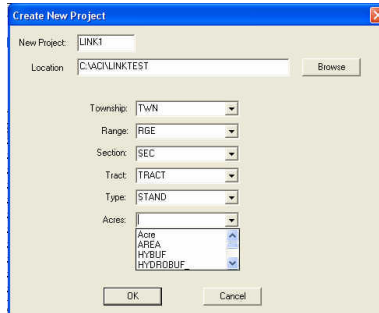 Create New Project
New Project: LINK1
Location C:\ACI\LINKTEST Browse
Township: TWN
Range: RGE
Section: SEC
Tract: TRACT
Type: STAND
Acres:
Acre
AREA
HYBUF
HYDROBUF_
OK Cancel